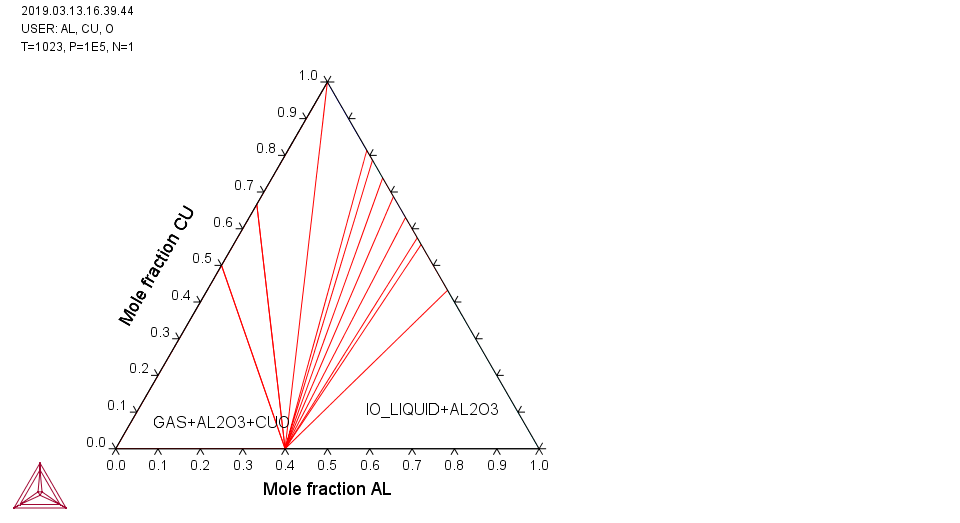 2019.03.13.16.39.44
USER: AL, CU, O
T=1023, P=1E5, N=1
1.0
0.9
0.8
0.7
0.6
0.5
0.4
0.3
0.2
0.1
0.0
Mole fraction CU
GAS+AL2O3+CUO
IO_LIQUID+AL2O3
0.0 0.1 0.2 0.3 0.4 0.5 0.6 0.7 0.8 0.9 1.0
Mole fraction AL